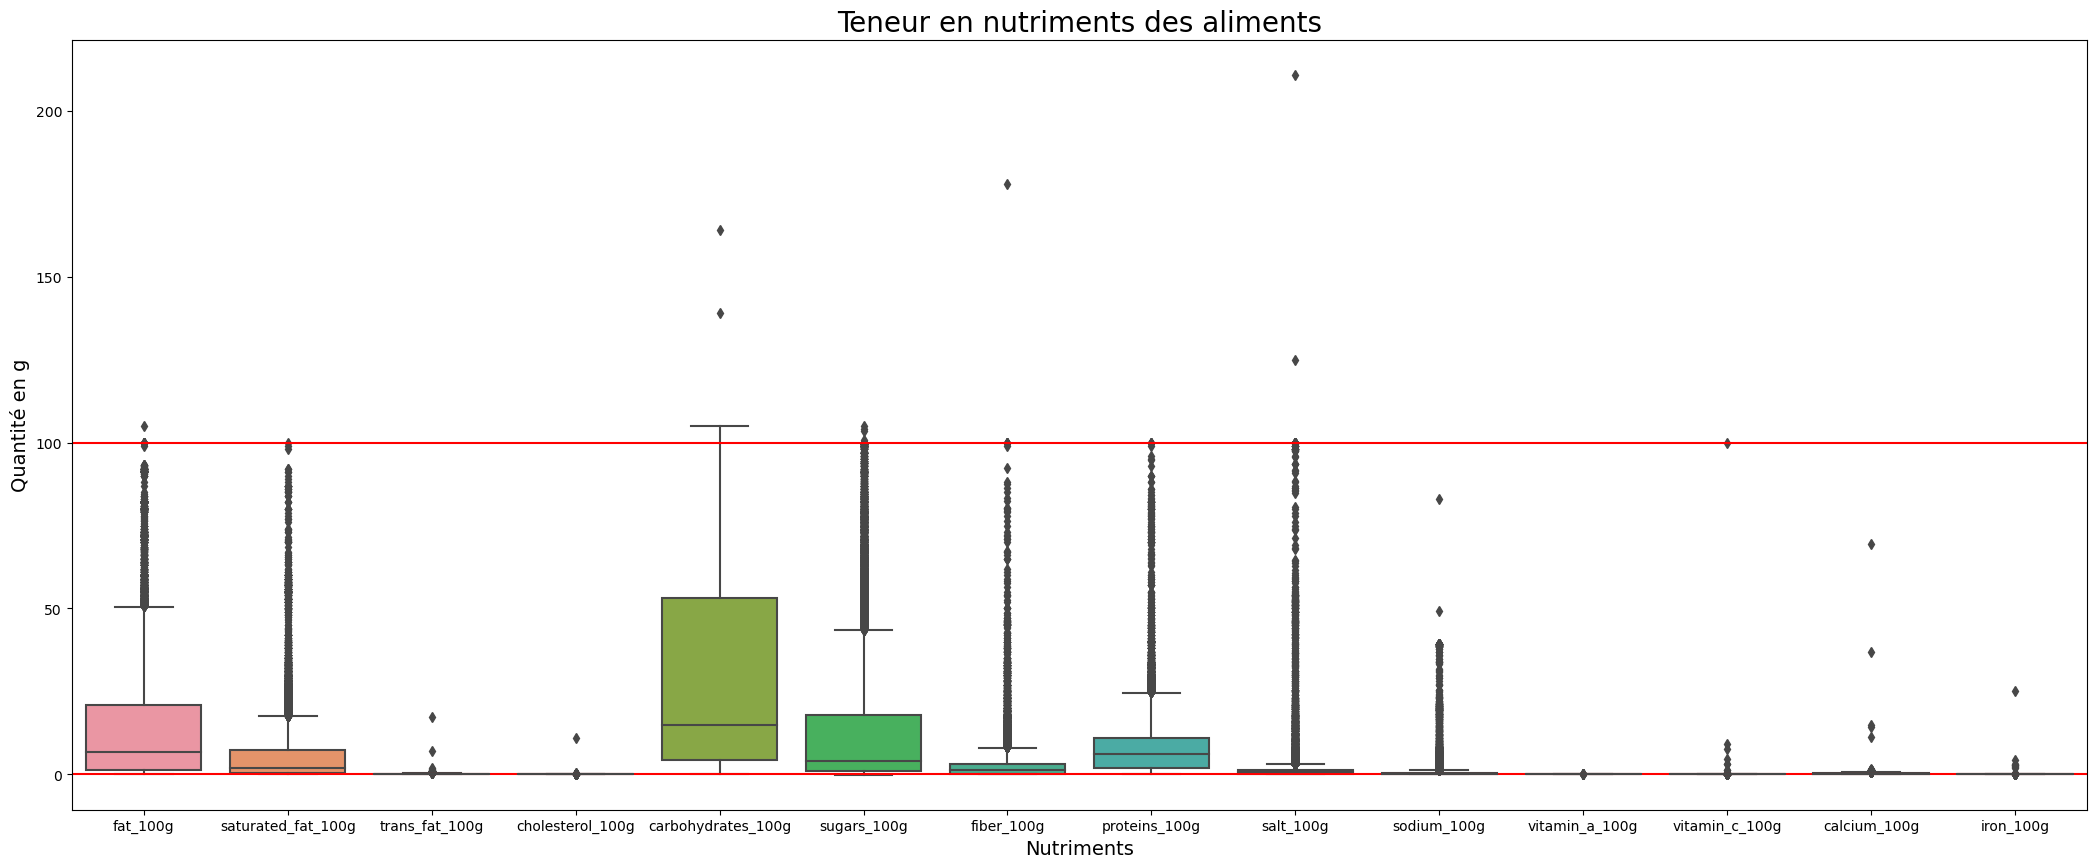 Teneur en nutriments des aliments
Quantité en g
200
150
100
50
0
fat_100g saturated_fat_100g trans_fat_100g cholesterol_100g carbohydrates_100g sugars_100g fiber_100g proteins_100g salt_100g sodium_100g vitamin_a_100g vitamin_c_100g calcium_100g iron_100g
Nutriments